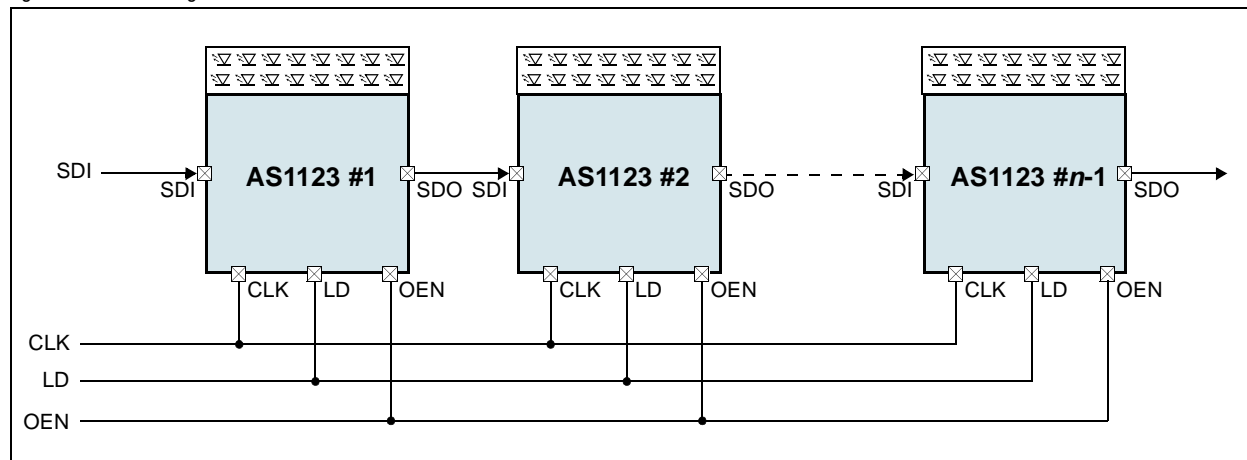 SDI
SDI
AS1123 #1
SDO
SDI
AS1123 #2
SDO
SDI
AS1123 #n-1
SDO
CLK
LD
OEN
CLK
LD
OEN
CLK
LD
OEN
CLK
LD
OEN